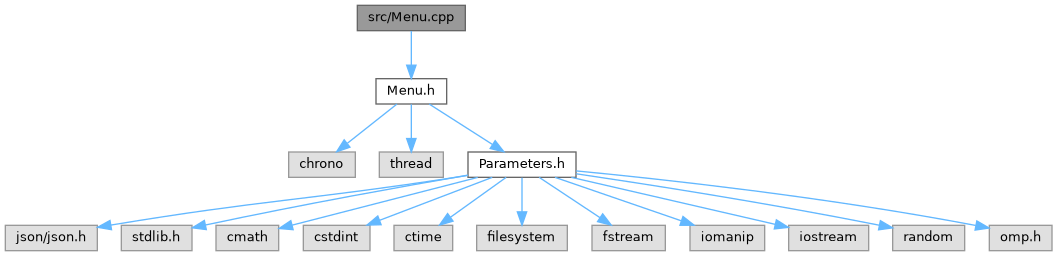 src/Menu.cpp
Menu.h
chrono
thread
Parameters.h
json/json.h
stdlib.h
cmath
cstdint
ctime
filesystem
fstream
iomanip
iostream
random
omp.h